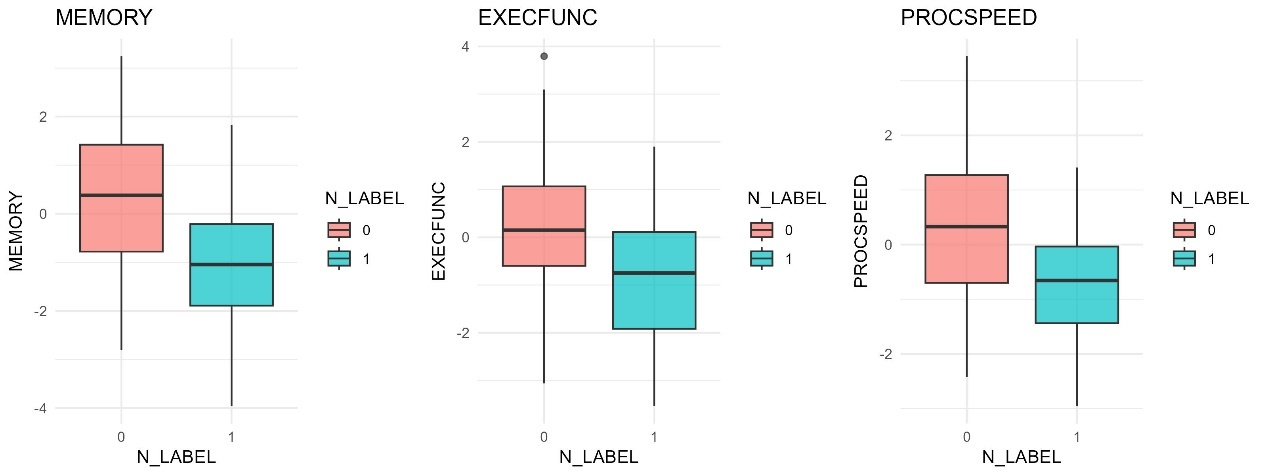 MEMORY
MEMORY
2
0
-2
-4
0
1
N_LABEL
N_LABEL
0
1
EXECFUNC
EXECFUNC
4
2
0
-2
0
1
N_LABEL
N_LABEL
0
1
PROCSPEED
PROCSPEED
2
0
-2
0
1
N_LABEL
N_LABEL
0
1